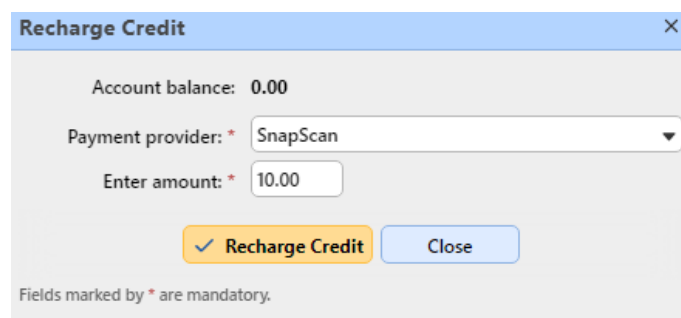 Recharge Credit
Account balance: 0.00
Payment provider: * SnapScan
Enter amount: * 10.00
Recharge Credit Close
Fields marked by * are mandatory.